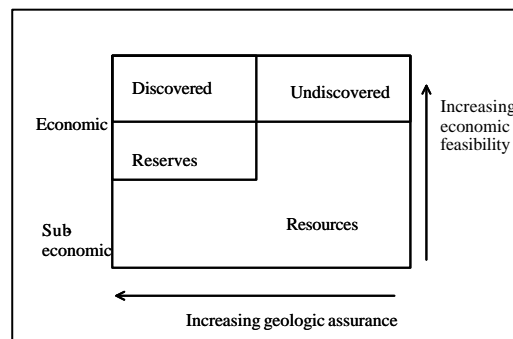 Discovered
Undiscovered
Economic
Increasing
economic
feasibility
Reserves
Sub-
economic
Resources
Increasing geologic assurance